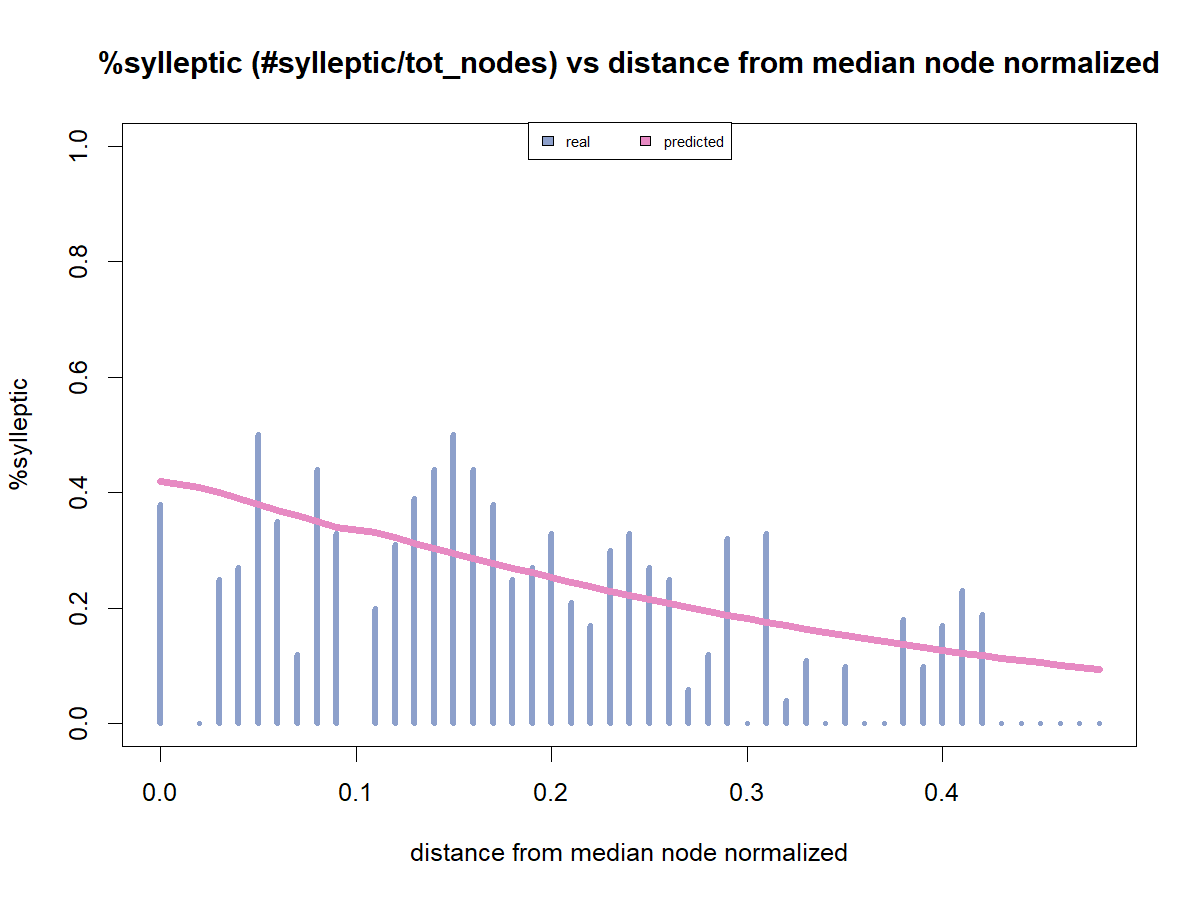 %sylleptic (#sylleptic/tot_nodes) vs distance from median node normalized
real predicted
1.0
0.8
0.6
0.4
0.2
0.0
%sylleptic
0.0 0.1 0.2 0.3 0.4
distance from median node normalized